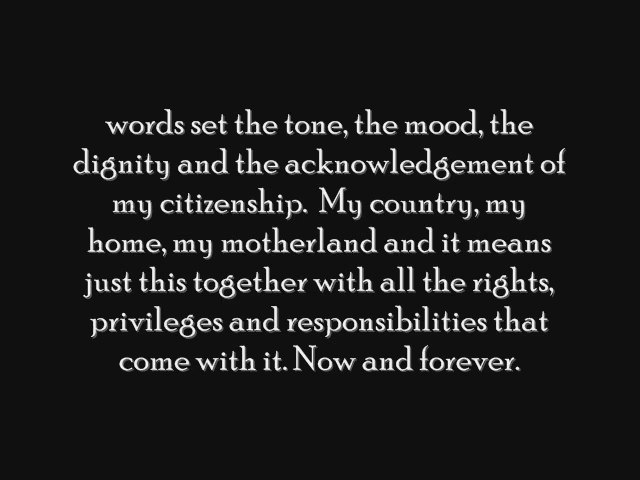 words set the tone, the mood, the
dignity and the acknowledgement of
my citizenship. My country, my
home, my motherland and it means
just this together with all the rights,
privileges and responsibilities that
come with it. Now and forever.